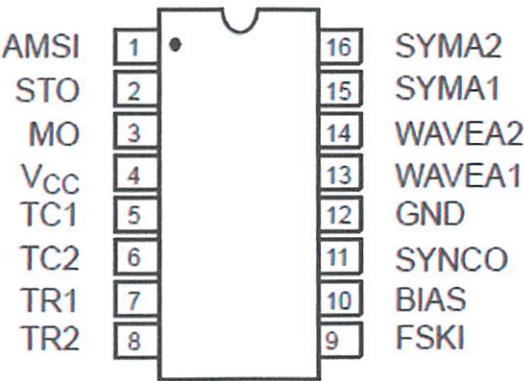 AMSI 1 16 SYMA2
STO 2 15 SYMA1
MO 3 14 WAVEA2
VCC 4 13 WAVEA1
TC1 5 12 GND
TC2 6 11 SYNCO
TR1 7 10 BIAS
TR2 8 9 FSKI